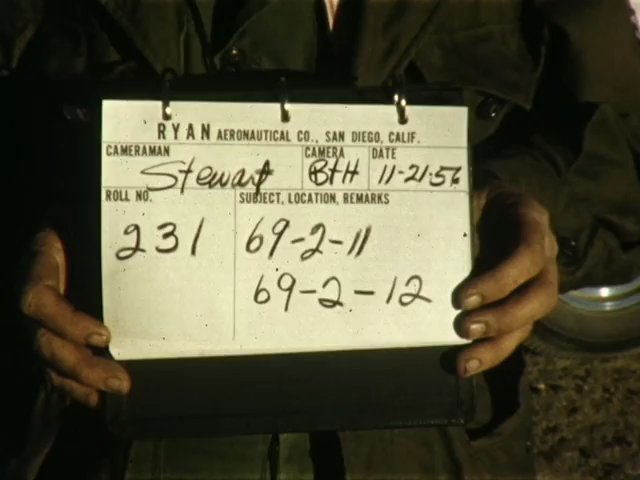 RYAN AERONAUTICAL CO., SAN DIEGO, CALIF.
CAMERAMAN CAMERA DATE
Stewart B+H 11-21-56
ROLL NO. SUBJECT, LOCATION, REMARKS
231 69-2-11
69-2-12